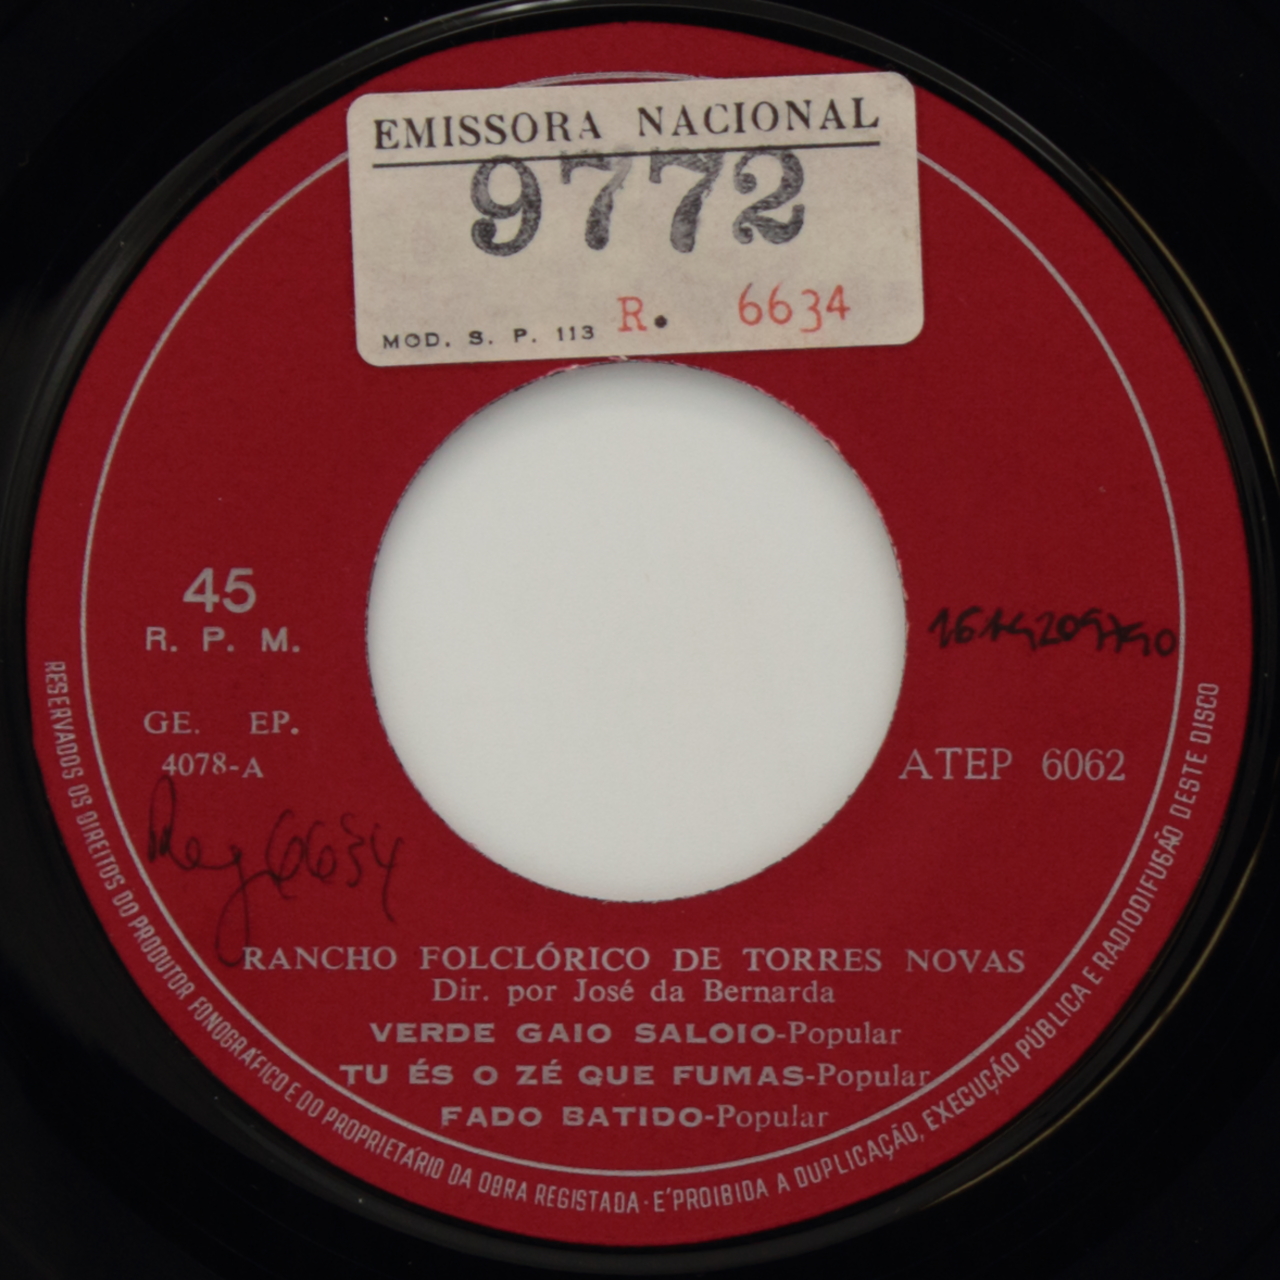 EMISSORA NACIONAL
9772
MOD. S. P. 113 R. 6634
45
R. P. M.
GE. EP.
4078-A
Reg 6634
ATEP 6062
RANCHO FOLCLÓRICO DE TORRES NOVAS
Dir. por José da Bernarda
VERDE GAIO SALOIO-Popular
TU ÉS O ZÉ QUE FUMAS-Popular
FADO BATIDO-Popular
RESERVADOS OS DIREITOS DO PRODUTOR FONOGRÁFICO E DO PROPRIETÁRIO DA OBRA REGISTADA · E'PROIBIDA A DUPLICAÇÃO, EXECUÇÃO PÚBLICA E RADIODIFUSÃO DESTE DISCO